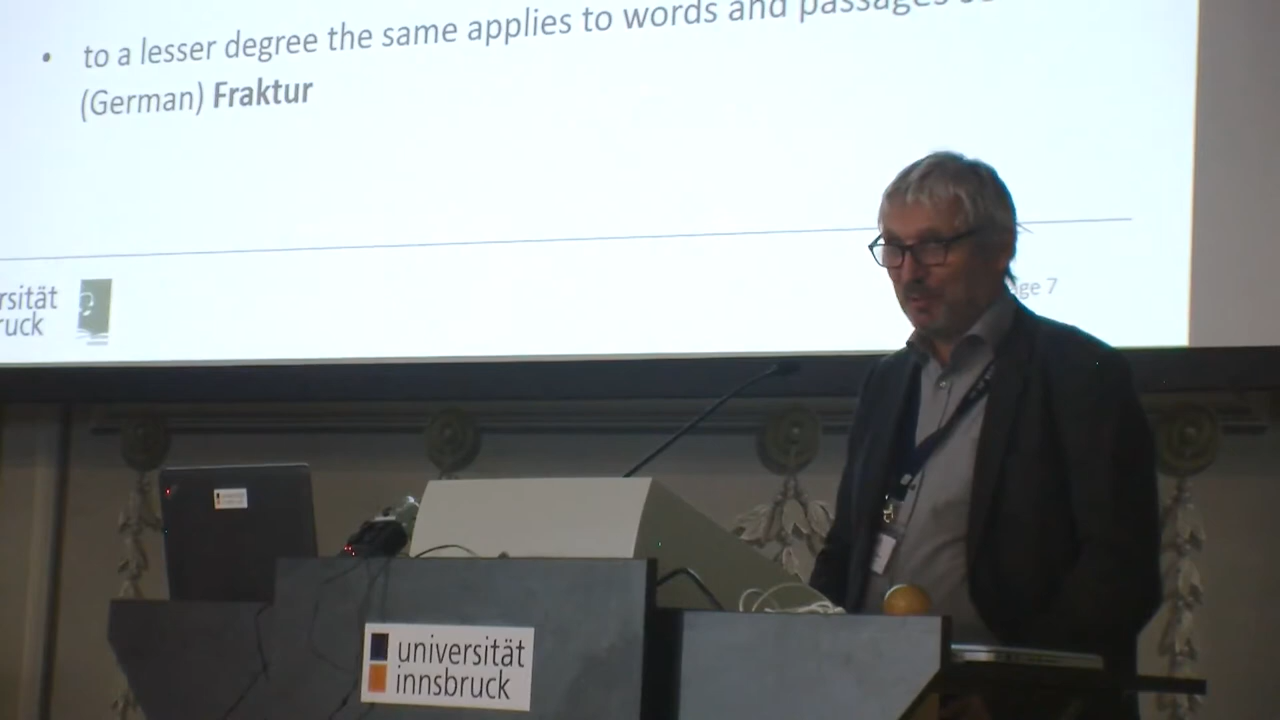 • to a lesser degree the same applies to words and passages
(German) Fraktur
rsität
ruck
ge 7
universität
innsbruck